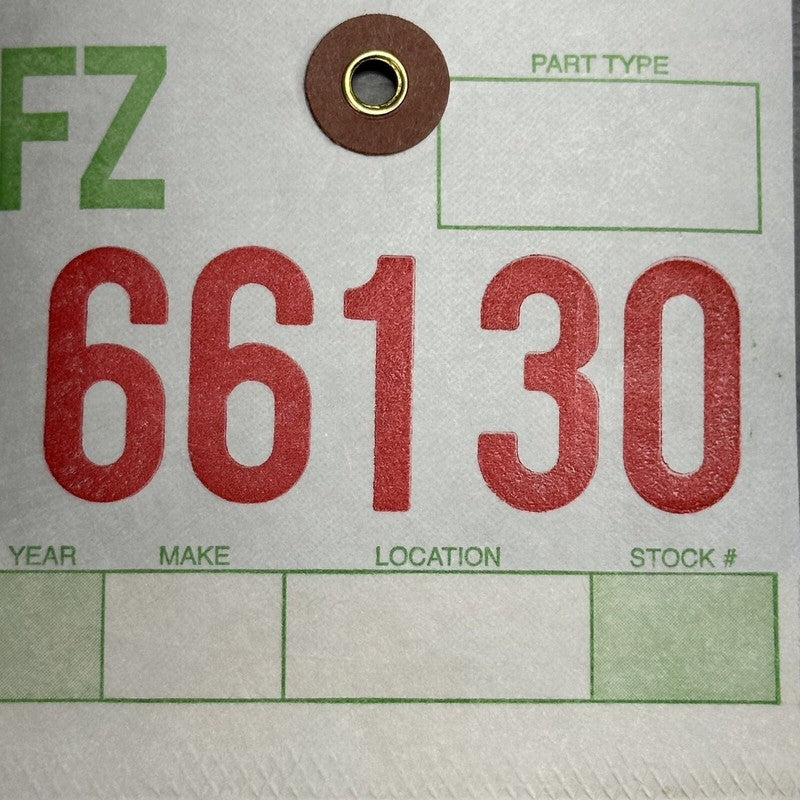 FZ
PART TYPE
66130
YEAR MAKE LOCATION STOCK #